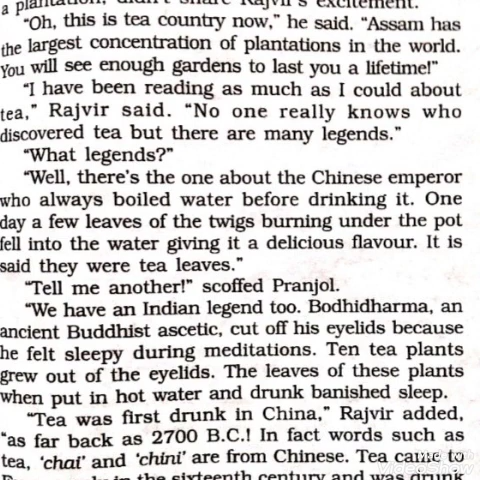 a plantation, didn't share Rajvir's excitement.
"Oh, this is tea country now," he said. "Assam has
the largest concentration of plantations in the world.
You will see enough gardens to last you a lifetime!"
"I have been reading as much as I could about
tea," Rajvir said. "No one really knows who
discovered tea but there are many legends."
"What legends?"
"Well, there's the one about the Chinese emperor
who always boiled water before drinking it. One
day a few leaves of the twigs burning under the pot
fell into the water giving it a delicious flavour. It is
said they were tea leaves."
"Tell me another!" scoffed Pranjol.
"We have an Indian legend too. Bodhidharma, an
ancient Buddhist ascetic, cut off his eyelids because
he felt sleepy during meditations. Ten tea plants
grew out of the eyelids. The leaves of these plants
when put in hot water and drunk banished sleep.
"Tea was first drunk in China," Rajvir added,
"as far back as 2700 B.C.! In fact words such as
tea, 'chai' and 'chini' are from Chinese. Tea came to
in the sixteenth century and was drunk
VideoShow